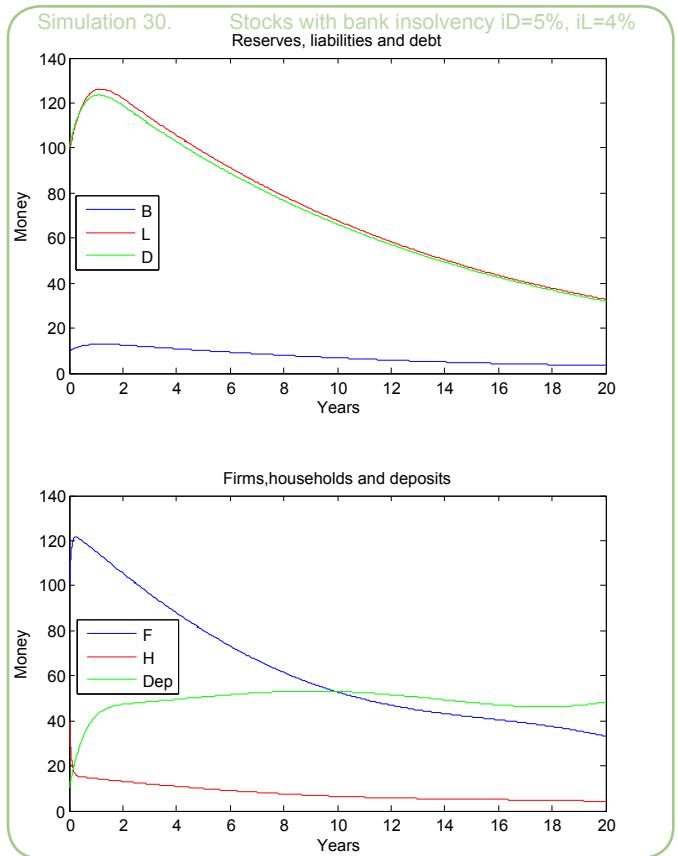 Simulation 30. Stocks with bank insolvency iD=5%, iL=4%
Reserves, liabilities and debt
140
120
100
80
60
40
20
0
Money
B
L
D
0 2 4 6 8 10 12 14 16 18 20
Years
Firms,households and deposits
140
120
100
80
60
40
20
0
Money
F
H
Dep
0 2 4 6 8 10 12 14 16 18 20
Years